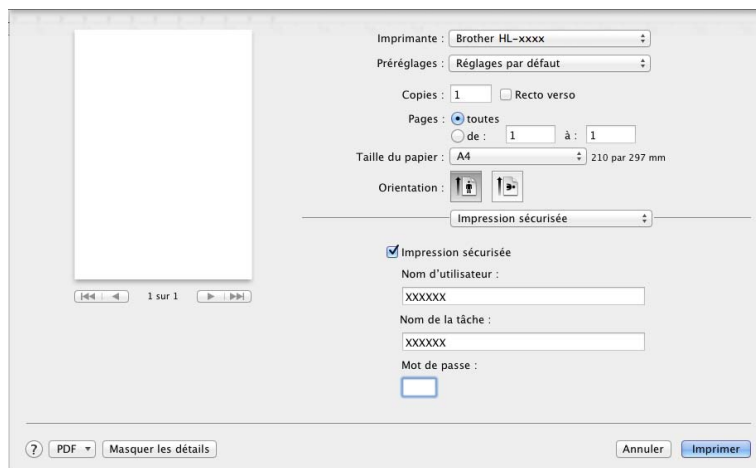 Imprimante : Brother HL-xxxx
Préréglages : Réglages par défaut
Copies : 1 Recto verso
Pages : toutes
de : 1 à : 1
Taille du papier : A4 210 par 297 mm
Orientation :
Impression sécurisée
Impression sécurisée
Nom d'utilisateur :
XXXXXX
Nom de la tâche :
XXXXXX
Mot de passe :
1 sur 1
? PDF Masquer les détails Annuler Imprimer